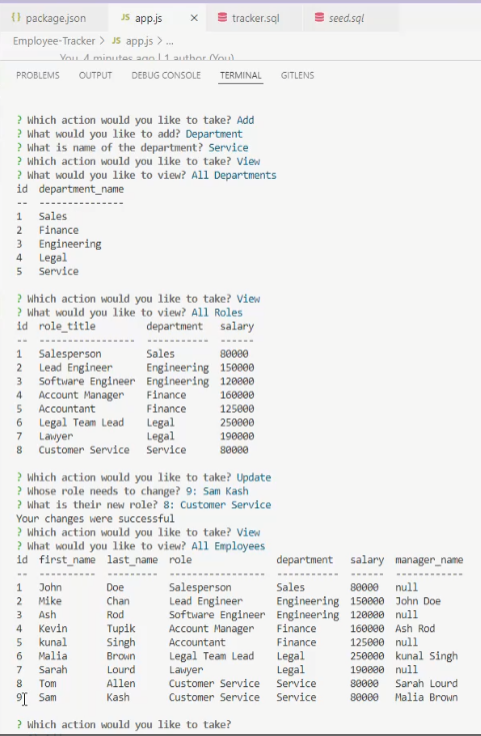 package.json JS app.js × tracker.sql seed.sql
Employee-Tracker > JS app.js > ...
You, 4 minutes ago | 1 author (You)
PROBLEMS OUTPUT DEBUG CONSOLE TERMINAL GITLENS
? Which action would you like to take? Add
? What would you like to add? Department
? What is name of the department? Service
? Which action would you like to take? View
? What would you like to view? All Departments
id department_name
-- ---------------
1 Sales
2 Finance
3 Engineering
4 Legal
5 Service
? Which action would you like to take? View
? What would you like to view? All Roles
id role_title department salary
-- ----------------- ----------- ------
1 Salesperson Sales 80000
2 Lead Engineer Engineering 150000
3 Software Engineer Engineering 120000
4 Account Manager Finance 160000
5 Accountant Finance 125000
6 Legal Team Lead Legal 250000
7 Lawyer Legal 190000
8 Customer Service Service 80000
? Which action would you like to take? Update
? Whose role needs to change? 9: Sam Kash
? What is their new role? 8: Customer Service
Your changes were successful
? Which action would you like to take? View
? What would you like to view? All Employees
id first_name last_name role department salary manager_name
-- ---------- --------- ----------------- ----------- ------ ------------
1 John Doe Salesperson Sales 80000 null
2 Mike Chan Lead Engineer Engineering 150000 John Doe
3 Ash Rod Software Engineer Engineering 120000 null
4 Kevin Tupik Account Manager Finance 160000 Ash Rod
5 kunal Singh Accountant Finance 125000 null
6 Malia Brown Legal Team Lead Legal 250000 kunal Singh
7 Sarah Lourd Lawyer Legal 190000 null
8 Tom Allen Customer Service Service 80000 Sarah Lourd
9 Sam Kash Customer Service Service 80000 Malia Brown
? Which action would you like to take?